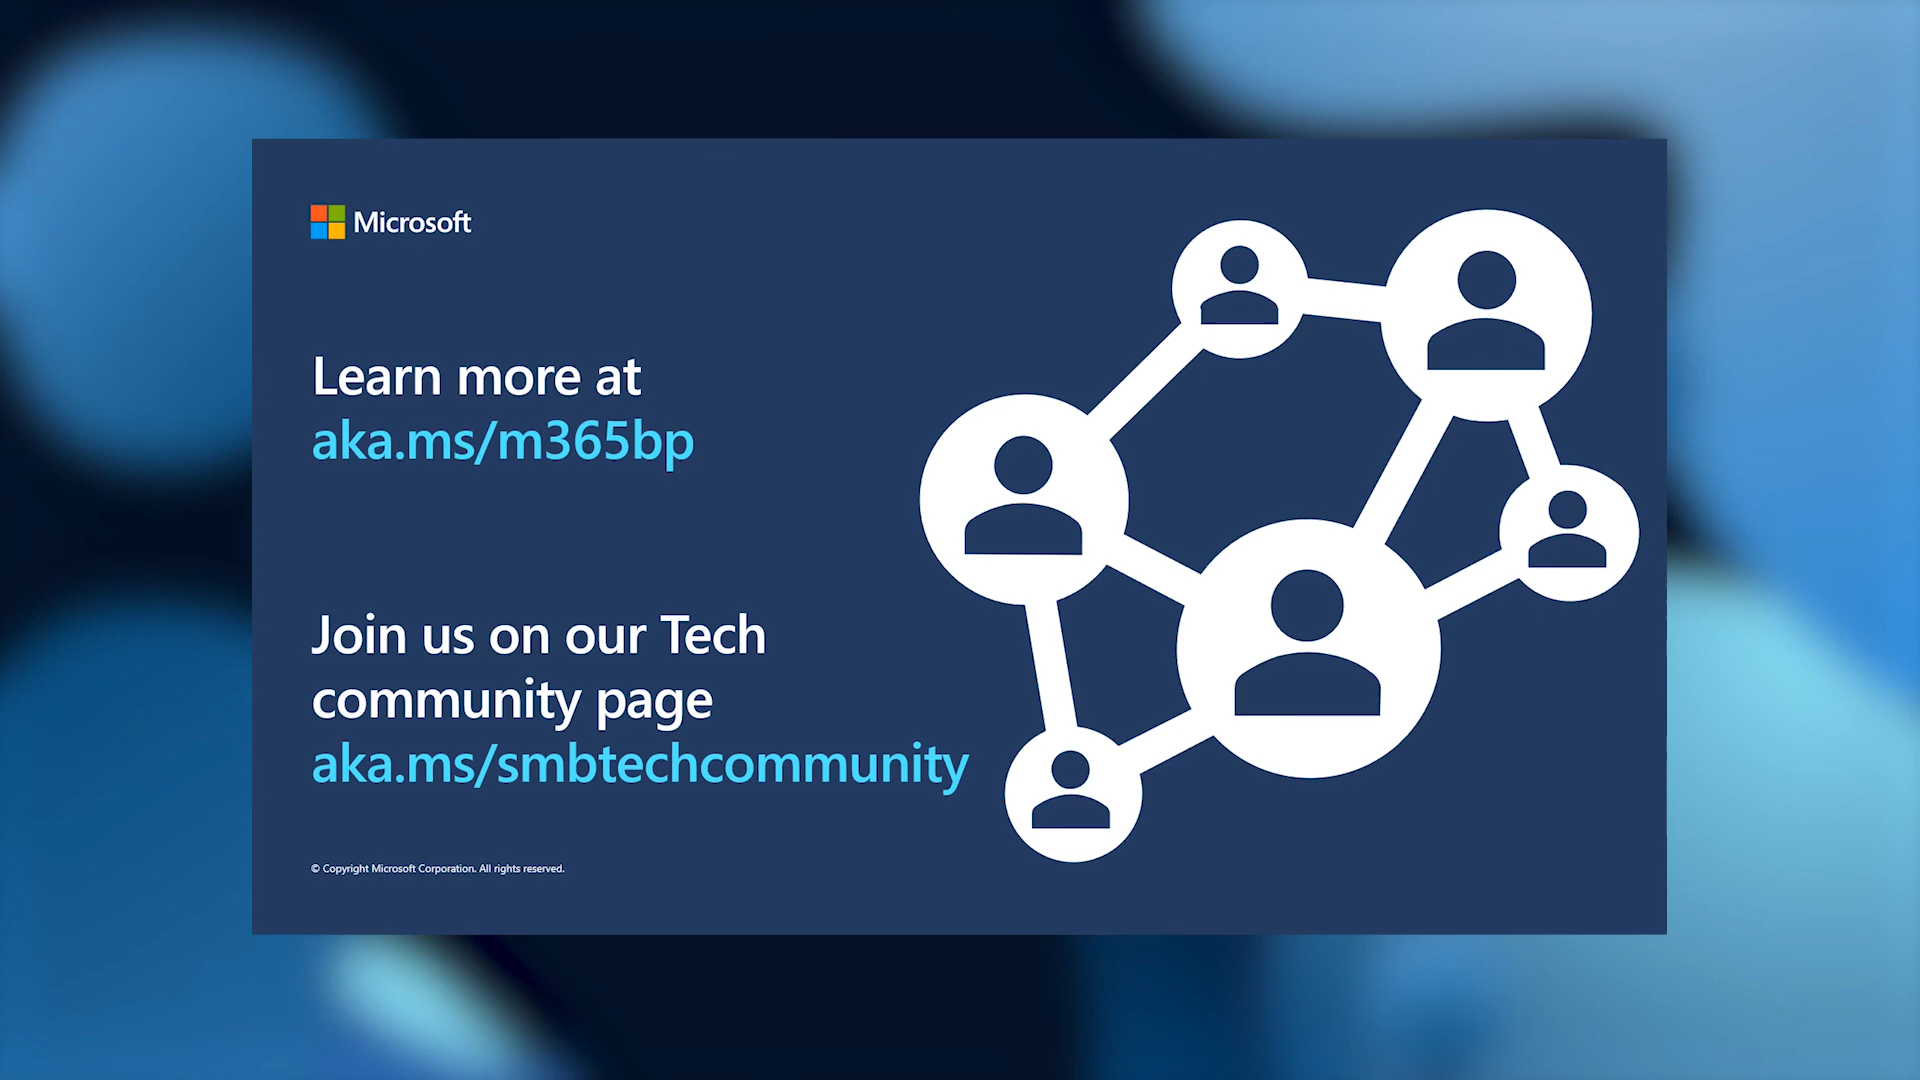 Microsoft
Learn more at
aka.ms/m365bp
Join us on our Tech
community page
aka.ms/smbtechcommunity
© Copyright Microsoft Corporation. All rights reserved.